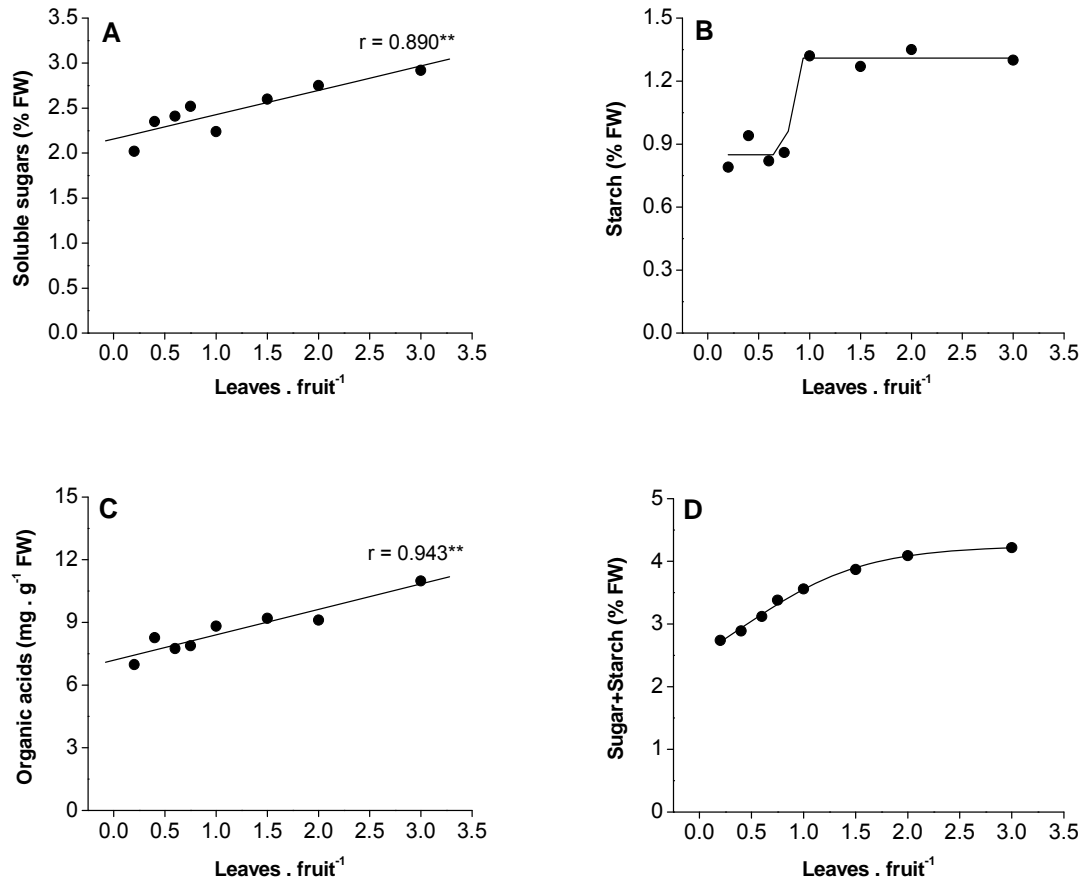 A
r = 0.890**
Soluble sugars (% FW)
3.5
3.0
2.5
2.0
1.5
1.0
0.5
0.0
0.0 0.5 1.0 1.5 2.0 2.5 3.0 3.5
Leaves . fruit⁻¹
B
Starch (% FW)
1.5
1.2
0.9
0.6
0.3
0.0
0.0 0.5 1.0 1.5 2.0 2.5 3.0 3.5
Leaves . fruit⁻¹
C
r = 0.943**
Organic acids (mg . g⁻¹ FW)
15
12
9
6
3
0
0.0 0.5 1.0 1.5 2.0 2.5 3.0 3.5
Leaves . fruit⁻¹
D
Sugar+Starch (% FW)
5
4
3
2
1
0
0.0 0.5 1.0 1.5 2.0 2.5 3.0 3.5
Leaves . fruit⁻¹